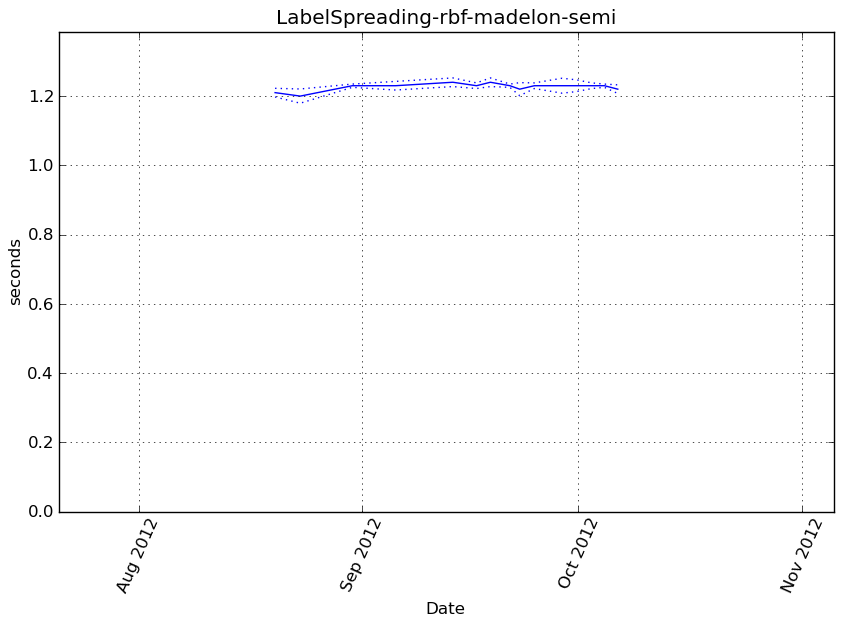 LabelSpreading-rbf-madelon-semi
1.2
1.0
0.8
0.6
0.4
0.2
0.0
seconds
Aug 2012
Sep 2012
Oct 2012
Nov 2012
Date